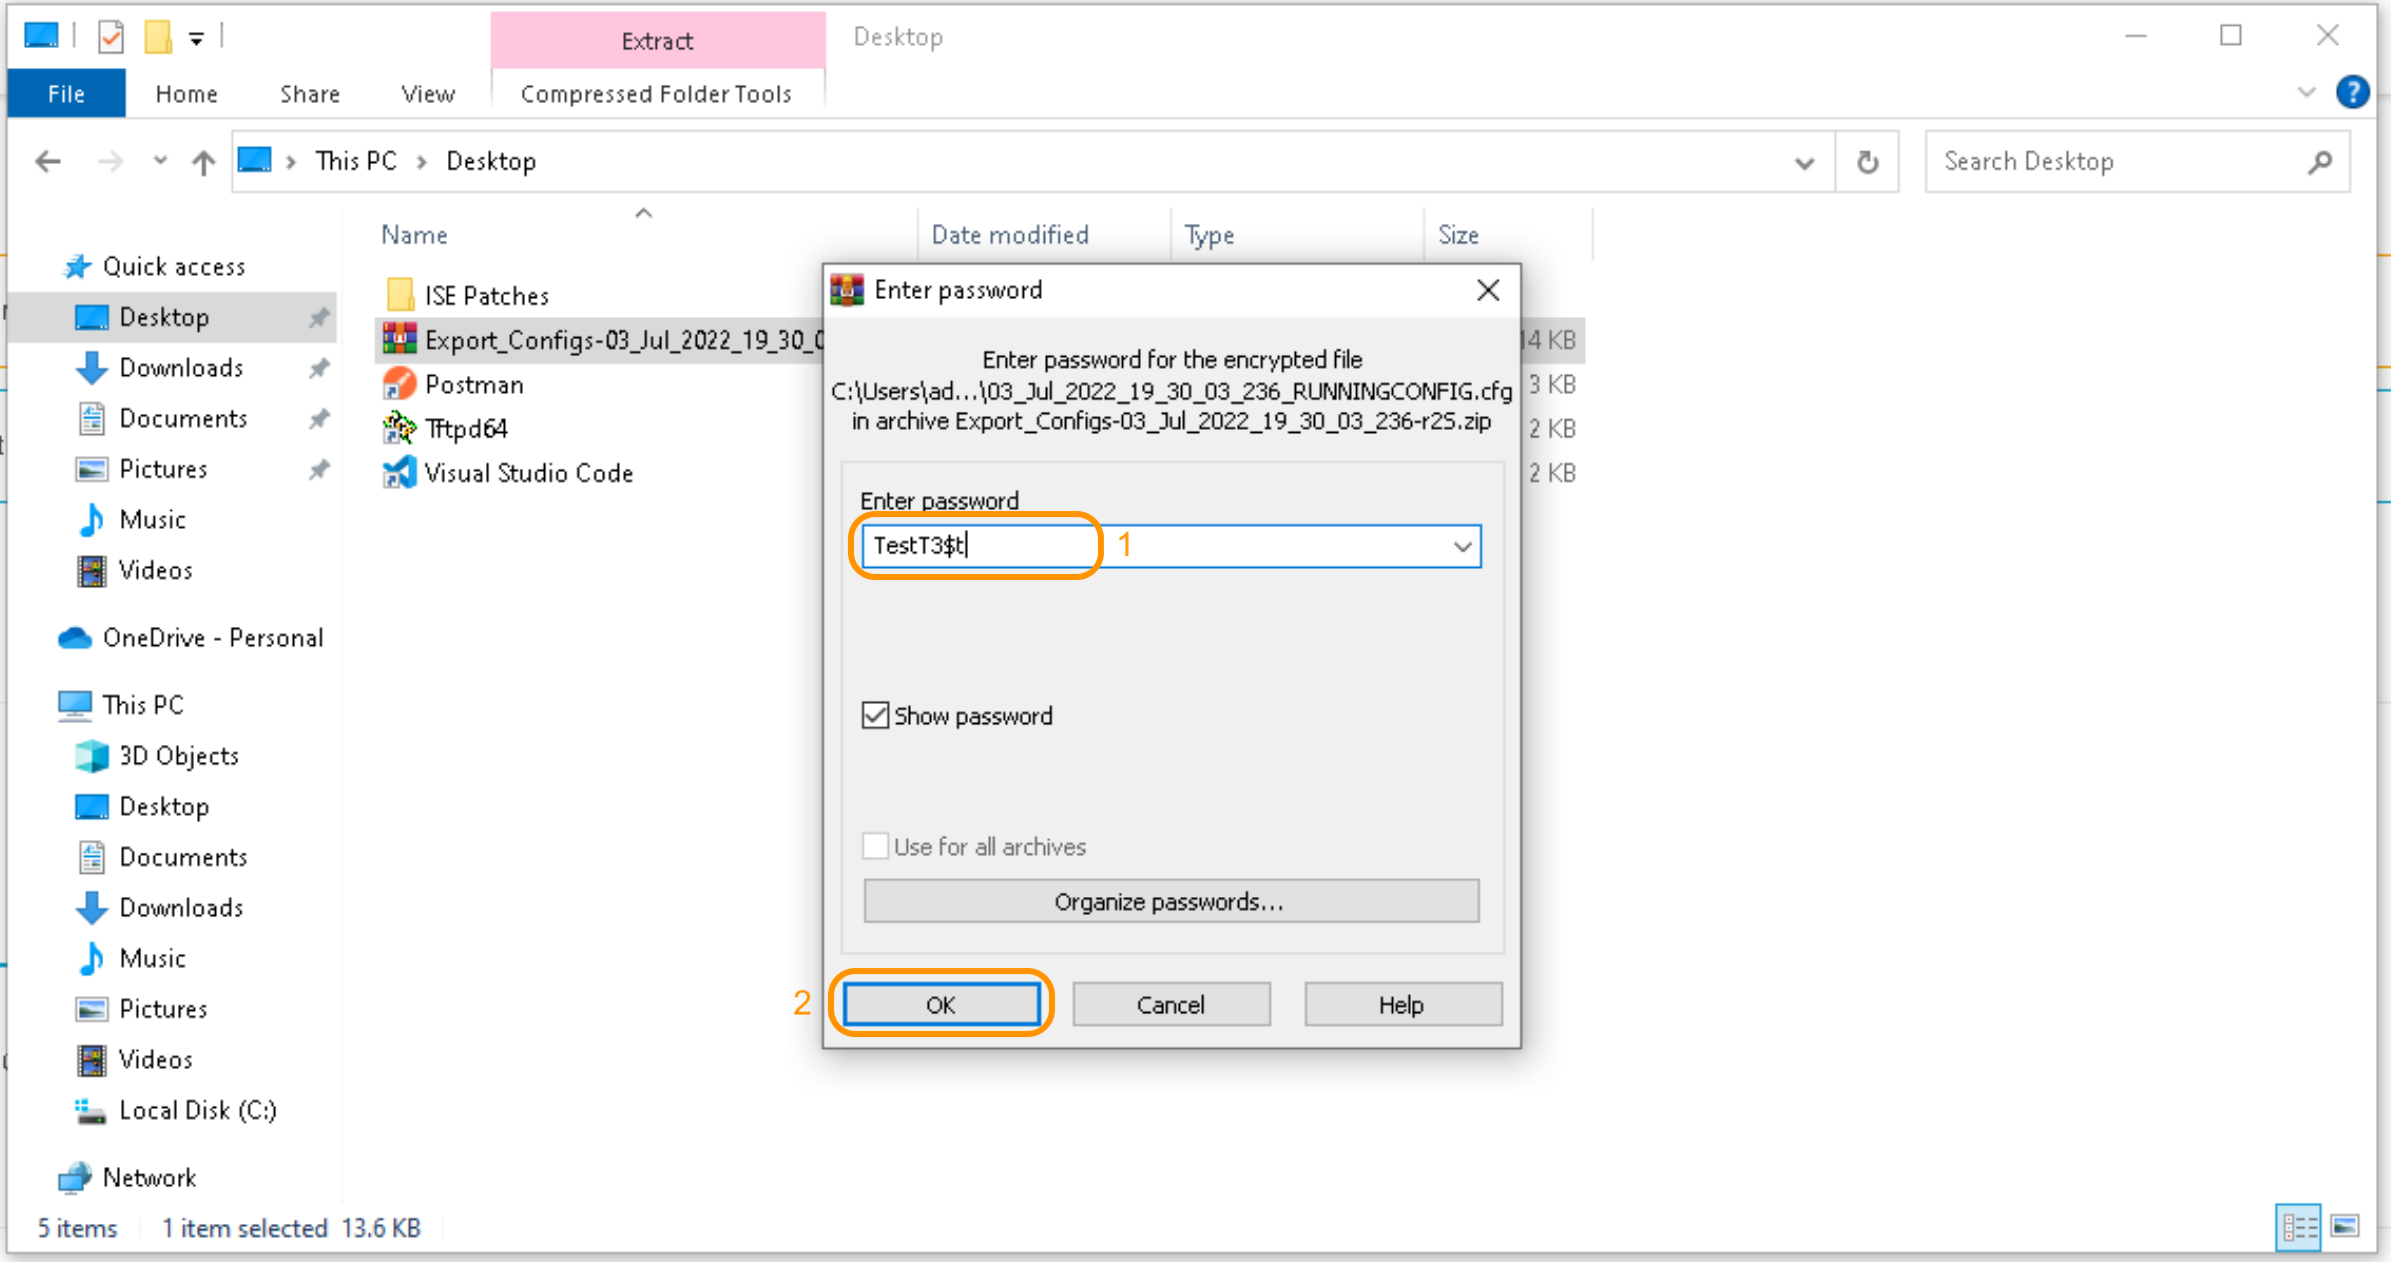 Extract
Desktop
File
Home
Share
View
Compressed Folder Tools
?
This PC
Desktop
Search Desktop
Name
Date modified
Type
Size
Quick access
Desktop
Downloads
Documents
Pictures
Music
Videos
OneDrive - Personal
This PC
3D Objects
Desktop
Documents
Downloads
Music
Pictures
Videos
Local Disk (C:)
Network
ISE Patches
Export_Configs-03_Jul_2022_19_30_0
14 KB
Postman
3 KB
Tftpd64
2 KB
Visual Studio Code
2 KB
Enter password
Enter password for the encrypted file
C:\Users\ad...\03_Jul_2022_19_30_03_236_RUNNINGCONFIG.cfg
in archive Export_Configs-03_Jul_2022_19_30_03_236-r25.zip
Enter password
TestT3$t
1
Show password
Use for all archives
Organize passwords...
2
OK
Cancel
Help
5 items
1 item selected 13.6 KB